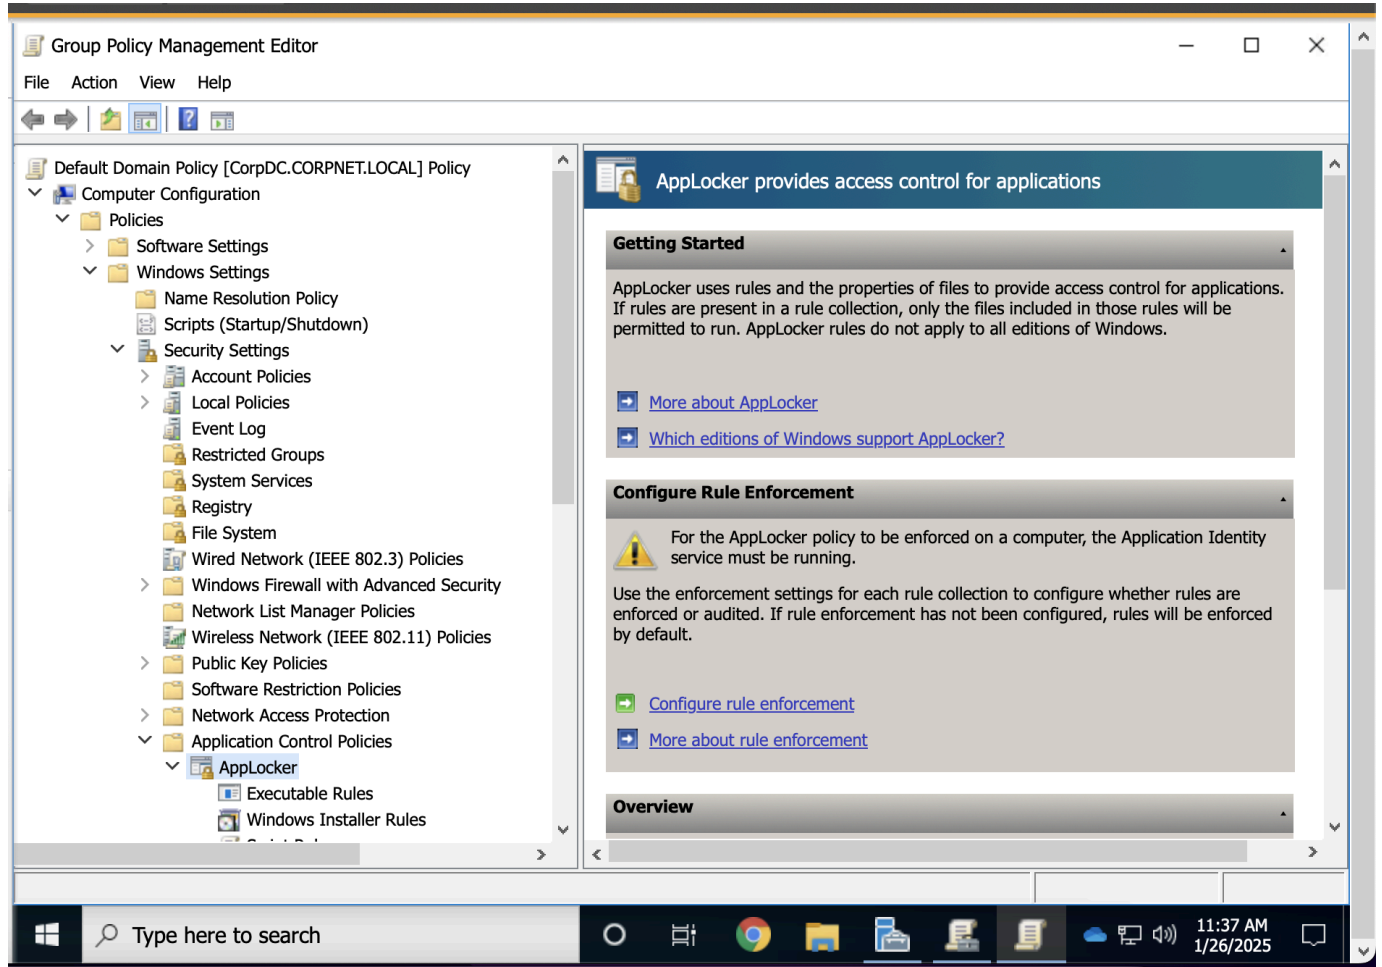 Group Policy Management Editor
File Action View Help
Default Domain Policy [CorpDC.CORPNET.LOCAL] Policy
Computer Configuration
Policies
Software Settings
Windows Settings
Name Resolution Policy
Scripts (Startup/Shutdown)
Security Settings
Account Policies
Local Policies
Event Log
Restricted Groups
System Services
Registry
File System
Wired Network (IEEE 802.3) Policies
Windows Firewall with Advanced Security
Network List Manager Policies
Wireless Network (IEEE 802.11) Policies
Public Key Policies
Software Restriction Policies
Network Access Protection
Application Control Policies
AppLocker
Executable Rules
Windows Installer Rules
AppLocker provides access control for applications
Getting Started
AppLocker uses rules and the properties of files to provide access control for applications.
If rules are present in a rule collection, only the files included in those rules will be
permitted to run. AppLocker rules do not apply to all editions of Windows.
More about AppLocker
Which editions of Windows support AppLocker?
Configure Rule Enforcement
For the AppLocker policy to be enforced on a computer, the Application Identity
service must be running.
Use the enforcement settings for each rule collection to configure whether rules are
enforced or audited. If rule enforcement has not been configured, rules will be enforced
by default.
Configure rule enforcement
More about rule enforcement
Overview
Type here to search
11:37 AM
1/26/2025